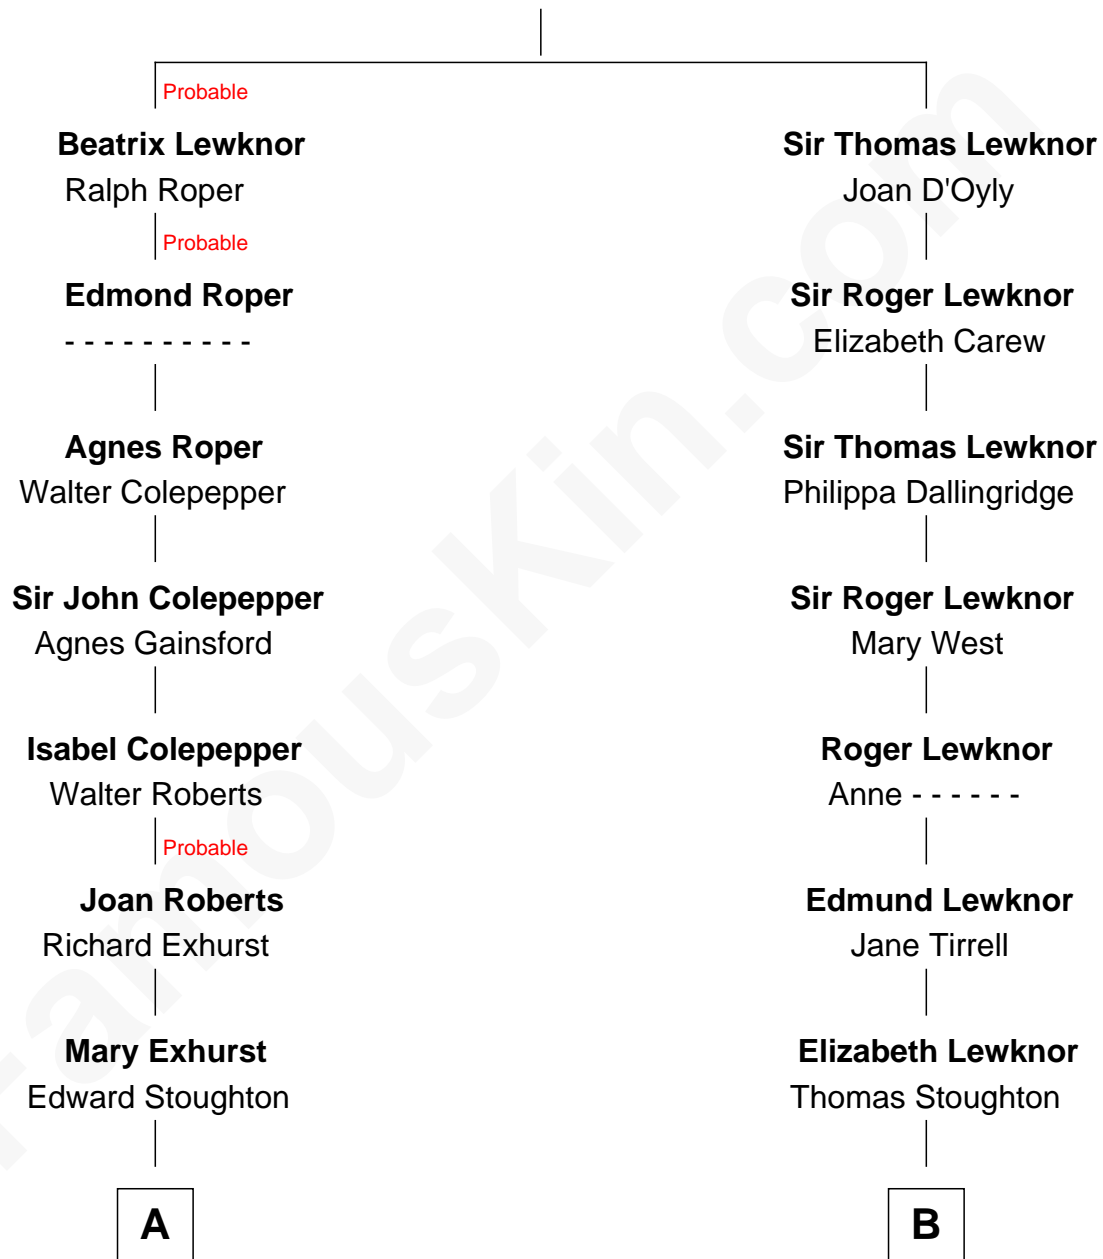 Probable
Beatrix Lewknor
Ralph Roper
Probable
Edmond Roper
- - - - - - - - - -
Agnes Roper
Walter Colepepper
Sir John Colepepper
Agnes Gainsford
Isabel Colepepper
Walter Roberts
Probable
Joan Roberts
Richard Exhurst
Mary Exhurst
Edward Stoughton
A
Sir Thomas Lewknor
Joan D'Oyly
Sir Roger Lewknor
Elizabeth Carew
Sir Thomas Lewknor
Philippa Dallingridge
Sir Roger Lewknor
Mary West
Roger Lewknor
Anne - - - - - -
Edmund Lewknor
Jane Tirrell
Elizabeth Lewknor
Thomas Stoughton
B
FamousKin.com